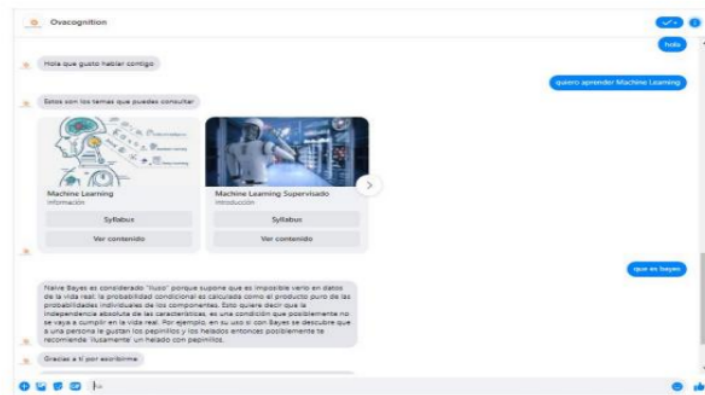 Ovacognition
hola
Hola que gusto hablar contigo
quiero aprender Machine Learning
Estos son los temas que puedes consultar
Machine Learning
Información
Syllabus
Ver contenido
Machine Learning Supervisado
Introducción
Syllabus
Ver contenido
que es bayes
Naive Bayes es considerado "iluso" porque supone que es imposible verlo en datos
de la vida real: la probabilidad condicional es calculada como el producto puro de las
probabilidades individuales de los componentes. Esto quiere decir que la
independencia absoluta de las características, es una condición que posiblemente no
se vaya a cumplir en la vida real. Por ejemplo, en su uso si con Bayes se descubre que
a una persona le gustan los pepinillos y los helados entonces posiblemente te
recomiende 'ilusamente' un helado con pepinillos.
Gracias a tí por escribirme
GIF
Aa